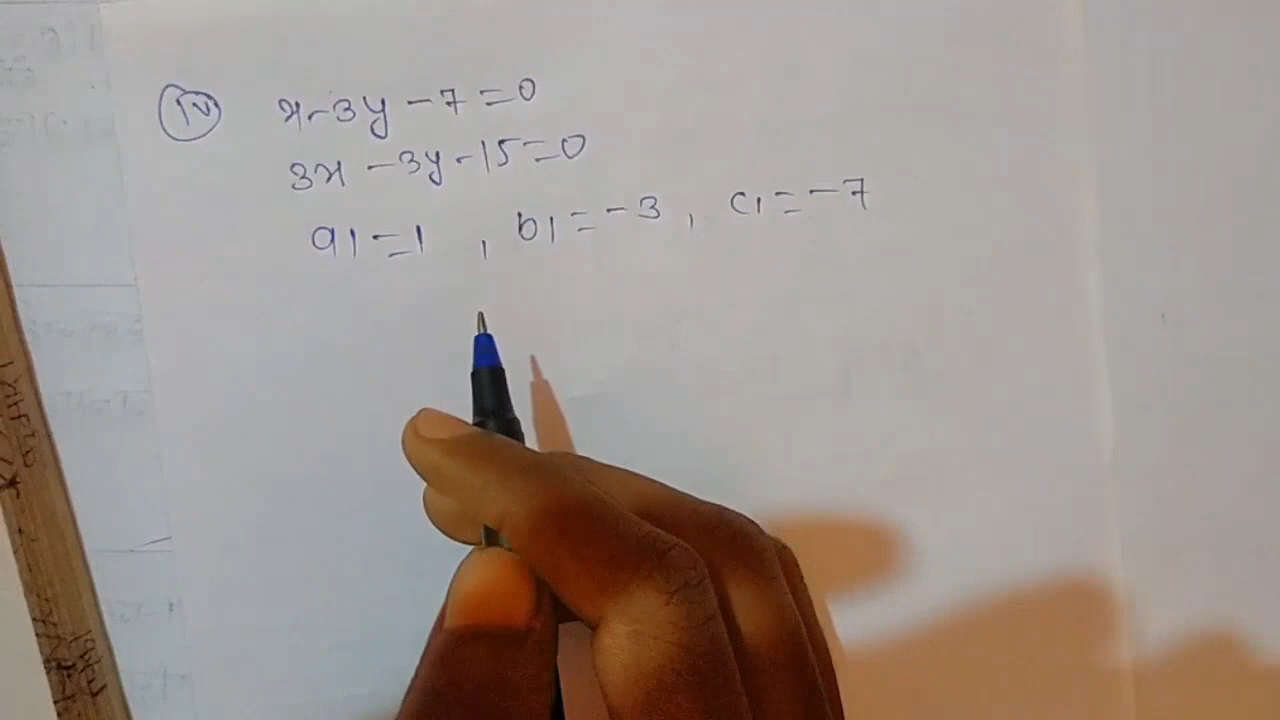 (iv) x-3y-7=0
3x-3y-15=0
a1=1, b1=-3, c1=-7